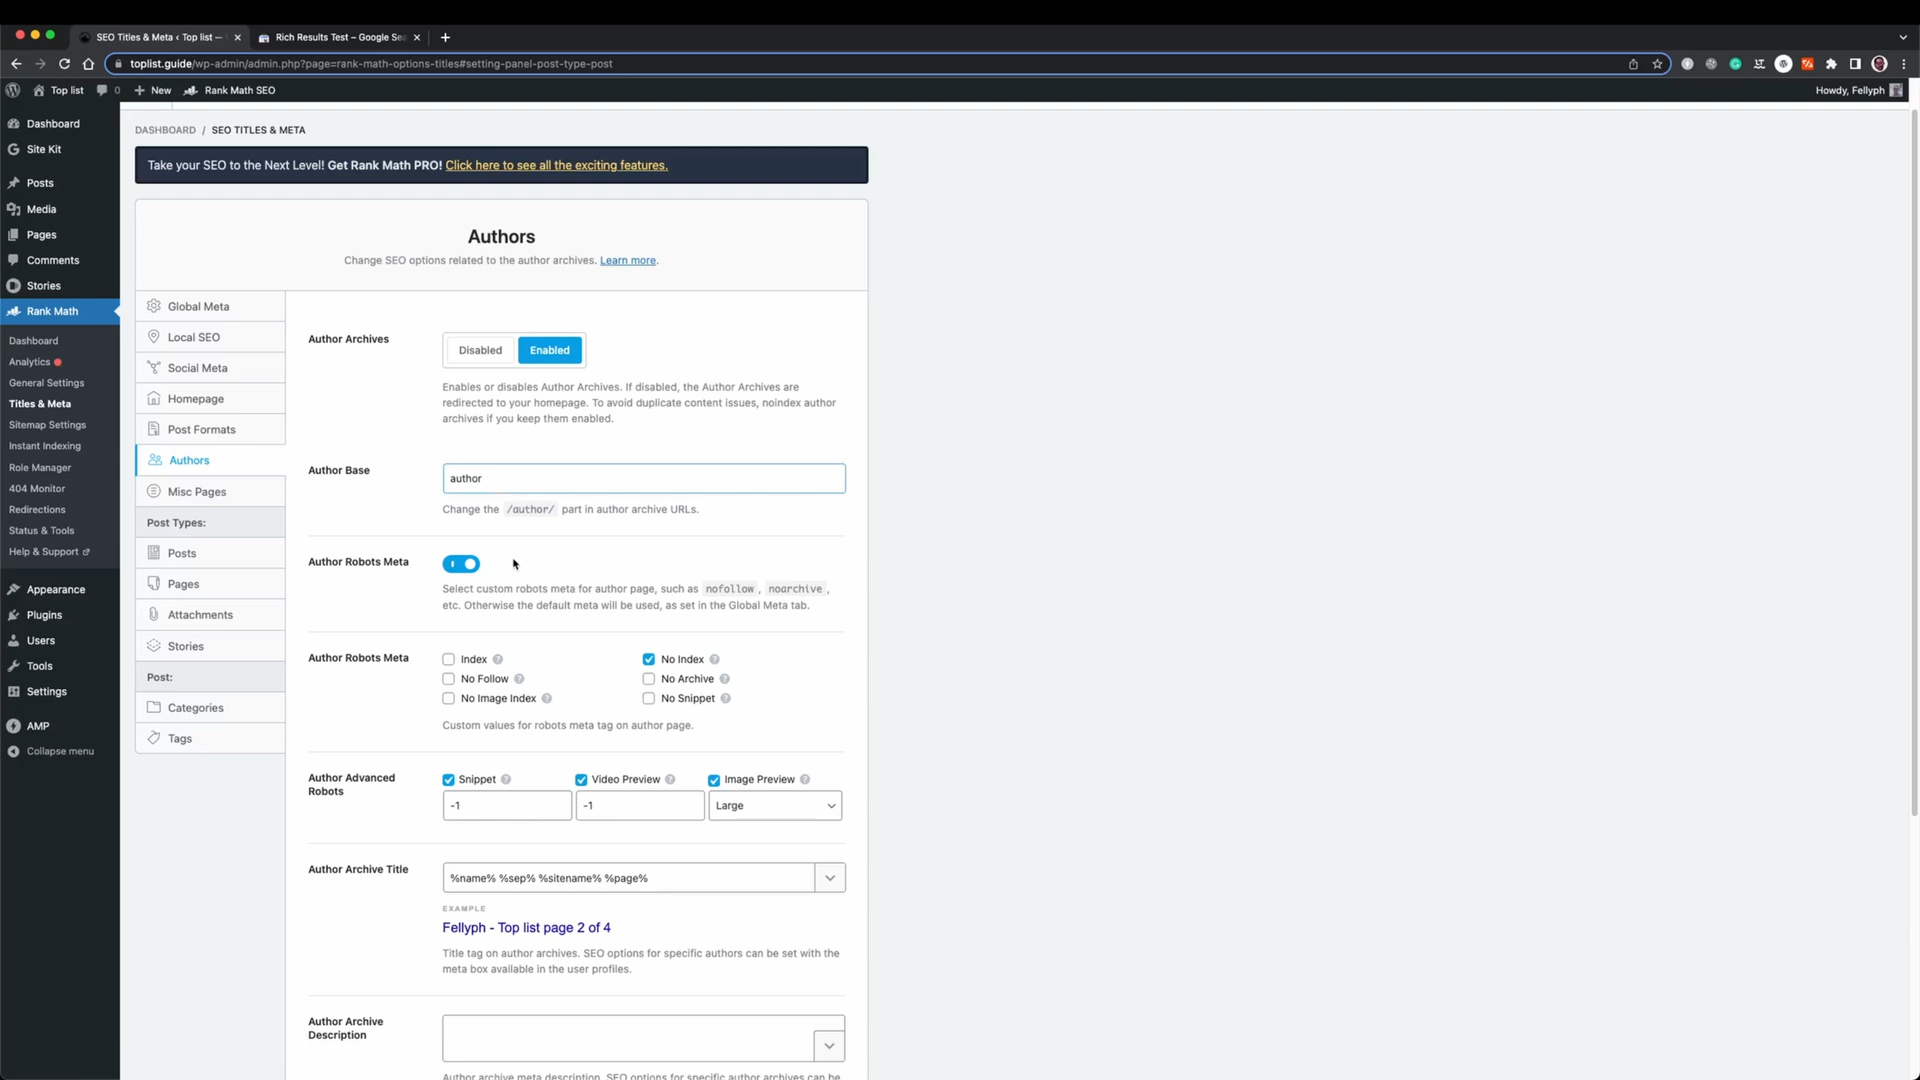 SEO Titles & Meta ‹ Top list —
Rich Results Test – Google Se
toplist.guide/wp-admin/admin.php?page=rank-math-options-titles#setting-panel-post-type-post
Top list
0
New
Rank Math SEO
Howdy, Fellyph
Dashboard
Site Kit
Posts
Media
Pages
Comments
Stories
Rank Math
Dashboard
Analytics
General Settings
Titles & Meta
Sitemap Settings
Instant Indexing
Role Manager
404 Monitor
Redirections
Status & Tools
Help & Support
Appearance
Plugins
Users
Tools
Settings
AMP
Collapse menu
DASHBOARD / SEO TITLES & META
Take your SEO to the Next Level! Get Rank Math PRO! Click here to see all the exciting features.
Authors
Change SEO options related to the author archives. Learn more.
Global Meta
Local SEO
Social Meta
Homepage
Post Formats
Authors
Misc Pages
Post Types:
Posts
Pages
Attachments
Stories
Post:
Categories
Tags
Author Archives
Disabled
Enabled
Enables or disables Author Archives. If disabled, the Author Archives are
redirected to your homepage. To avoid duplicate content issues, noindex author
archives if you keep them enabled.
Author Base
author
Change the /author/ part in author archive URLs.
Author Robots Meta
Select custom robots meta for author page, such as nofollow, noarchive,
etc. Otherwise the default meta will be used, as set in the Global Meta tab.
Author Robots Meta
Index
No Index
No Follow
No Archive
No Image Index
No Snippet
Custom values for robots meta tag on author page.
Author Advanced
Robots
Snippet
Video Preview
Image Preview
-1
-1
Large
Author Archive Title
%name% %sep% %sitename% %page%
EXAMPLE
Fellyph - Top list page 2 of 4
Title tag on author archives. SEO options for specific authors can be set with the
meta box available in the user profiles.
Author Archive
Description
Author archive meta description. SEO options for specific author archives can be